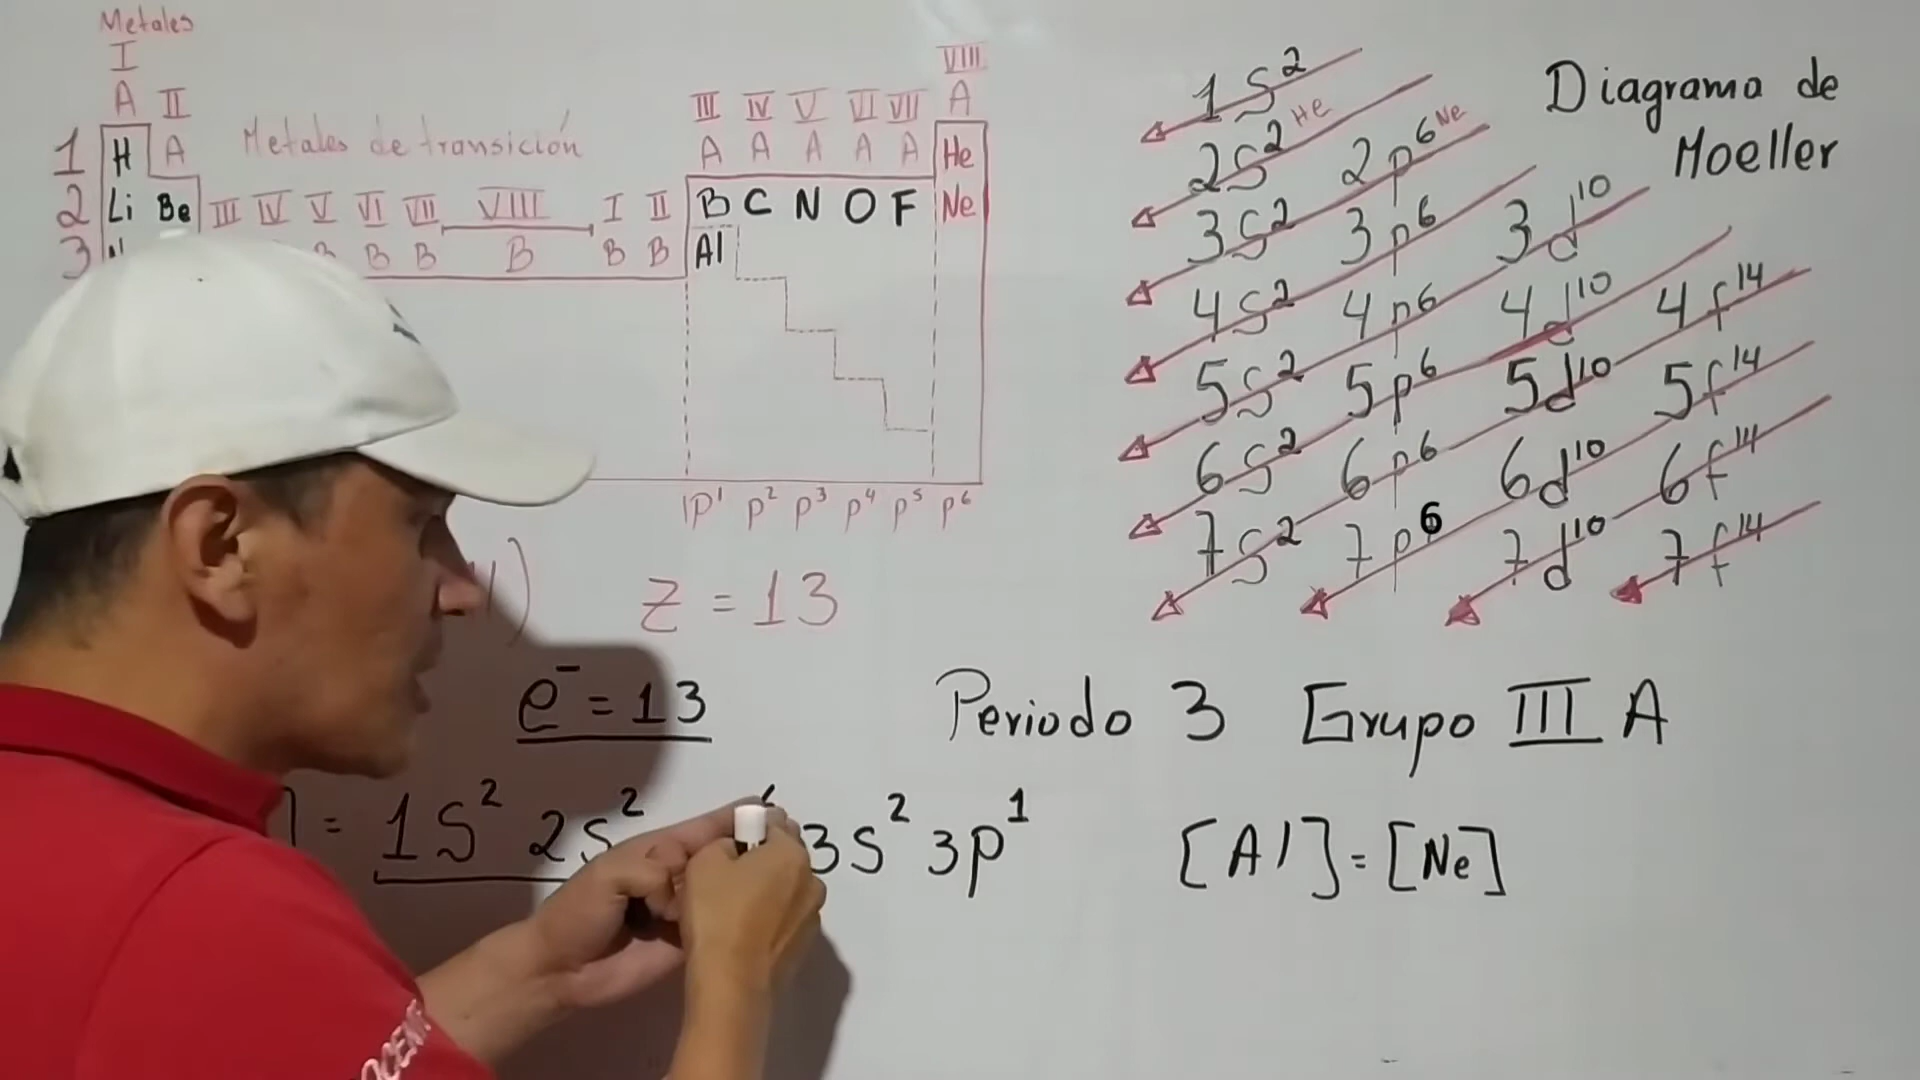 Metales
I
A
II
A
Metales de transición
III IV V VI VII VIII
A A A A A A
1 H He
2 Li Be III IV V VI VII VIII I II B C N O F Ne
3 B B B B B B Al
p¹ p² p³ p⁴ p⁵ p⁶
Diagrama de
Moeller
1s²
2s² He 2p⁶ Ne
3s² 3p⁶ 3d¹⁰
4s² 4p⁶ 4d¹⁰ 4f¹⁴
5s² 5p⁶ 5d¹⁰ 5f¹⁴
6s² 6p⁶ 6d¹⁰ 6f¹⁴
7s² 7p⁶ 7d¹⁰ 7f¹⁴
) z = 13
e⁻ = 13
Periodo 3 Grupo III A
= 1s² 2s² 3s² 3p¹
[Al] = [Ne]